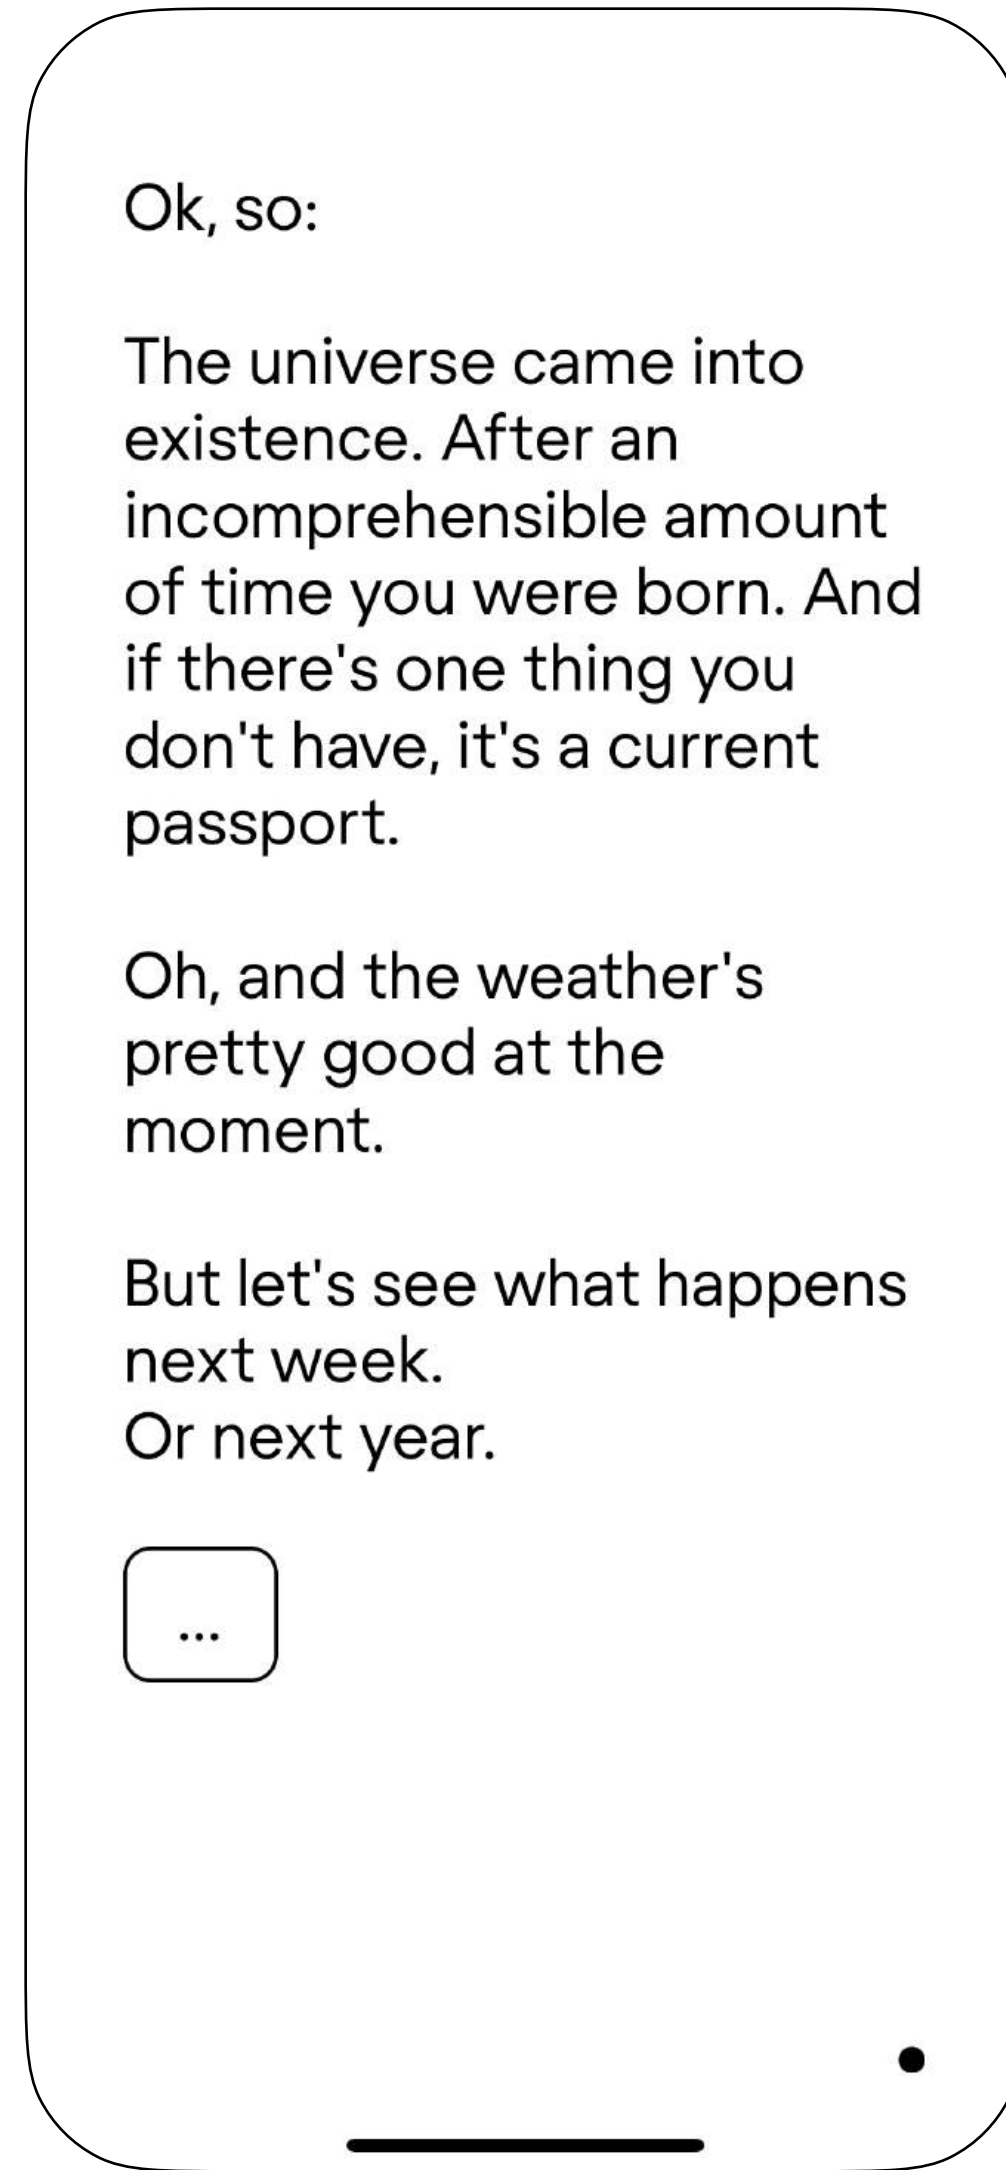 Ok, so:
The universe came into
existence. After an
incomprehensible amount
of time you were born. And
if there's one thing you
don't have, it's a current
passport.
Oh, and the weather's
pretty good at the
moment.
But let's see what happens
next week.
Or next year.
...